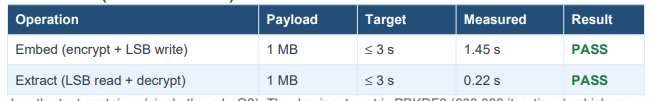 Operation Payload Target Measured Result
Embed (encrypt + LSB write) 1 MB ≤ 3 s 1.45 s PASS
Extract (LSB read + decrypt) 1 MB ≤ 3 s 0.22 s PASS